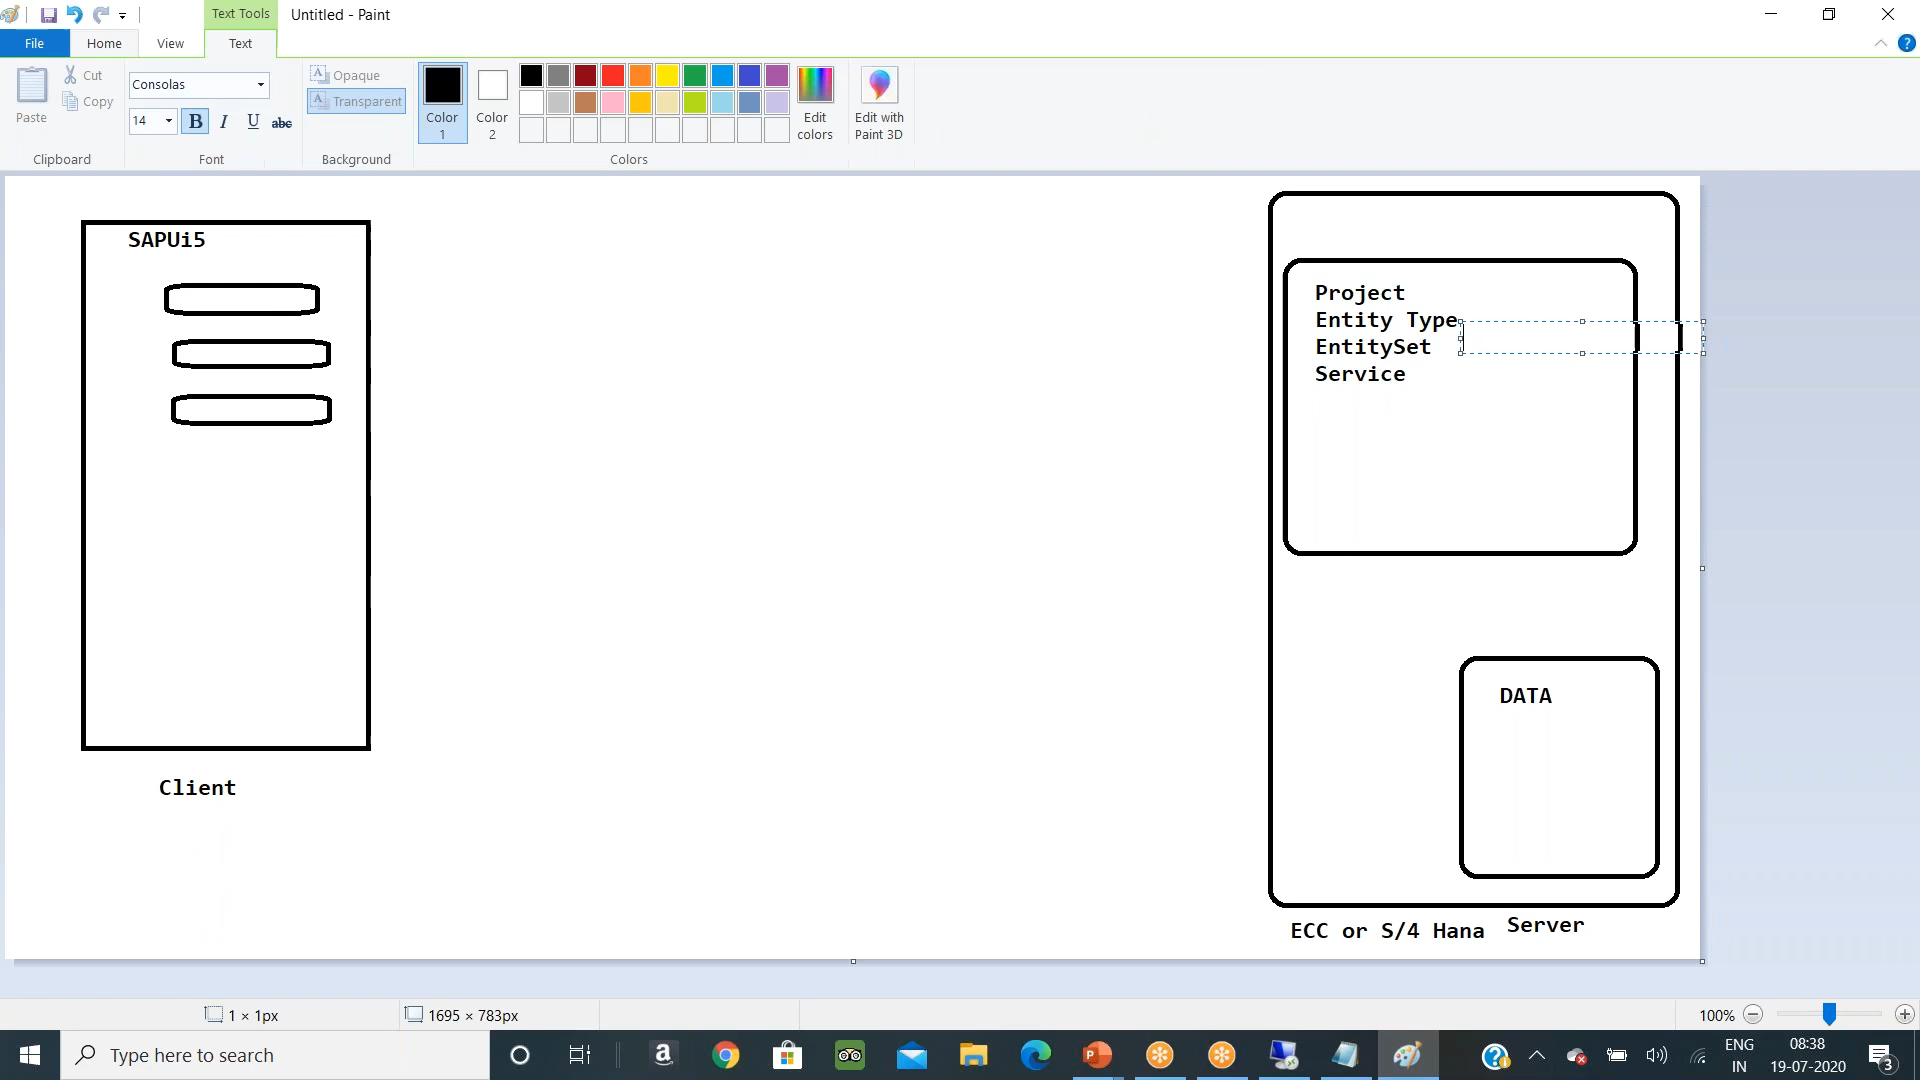 Text Tools
Untitled - Paint
File
Home
View
Text
Paste
Cut
Copy
Clipboard
Consolas
14
B
I
U
abc
Font
Opaque
Transparent
Background
Color
1
Color
2
Edit
colors
Colors
Edit with
Paint 3D
SAPUi5
Client
Project
Entity Type
EntitySet
Service
DATA
ECC or S/4 Hana
Server
1 × 1px
1695 × 783px
100%
Type here to search
ENG
IN
08:38
19-07-2020
3